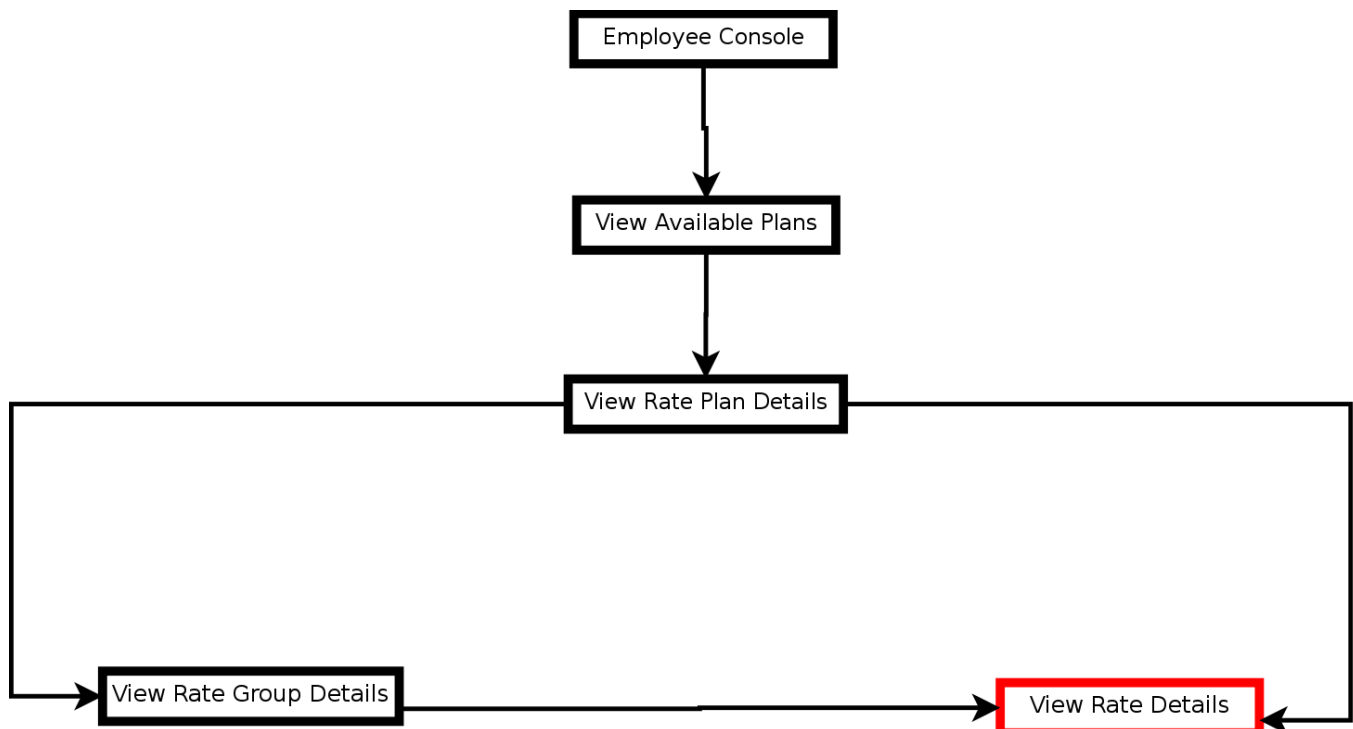 Employee Console
View Available Plans
View Rate Plan Details
View Rate Group Details
View Rate Details